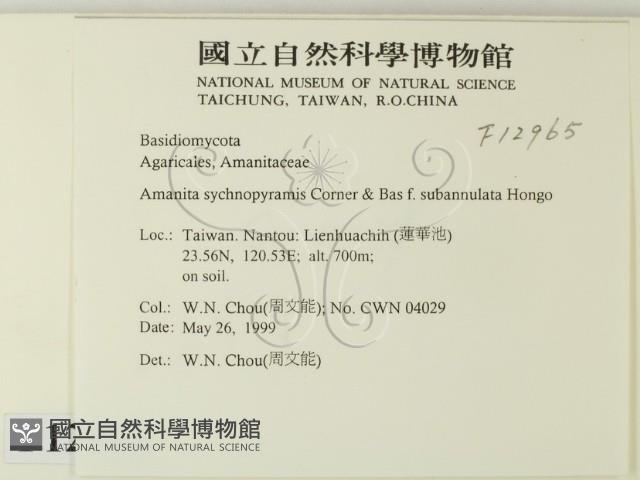 國立自然科學博物館
NATIONAL MUSEUM OF NATURAL SCIENCE
TAICHUNG, TAIWAN, R.O.CHINA
F12965
Basidiomycota
Agaricales, Amanitaceae
Amanita sychnopyramis Corner & Bas f. subannulata Hongo
Loc.: Taiwan. Nantou: Lienhuachih (蓮華池)
23.56N, 120.53E; alt. 700m;
on soil.
Col.: W.N. Chou(周文能); No. CWN 04029
Date: May 26, 1999
Det.: W.N. Chou(周文能)
國立自然科學博物館
NATIONAL MUSEUM OF NATURAL SCIENCE